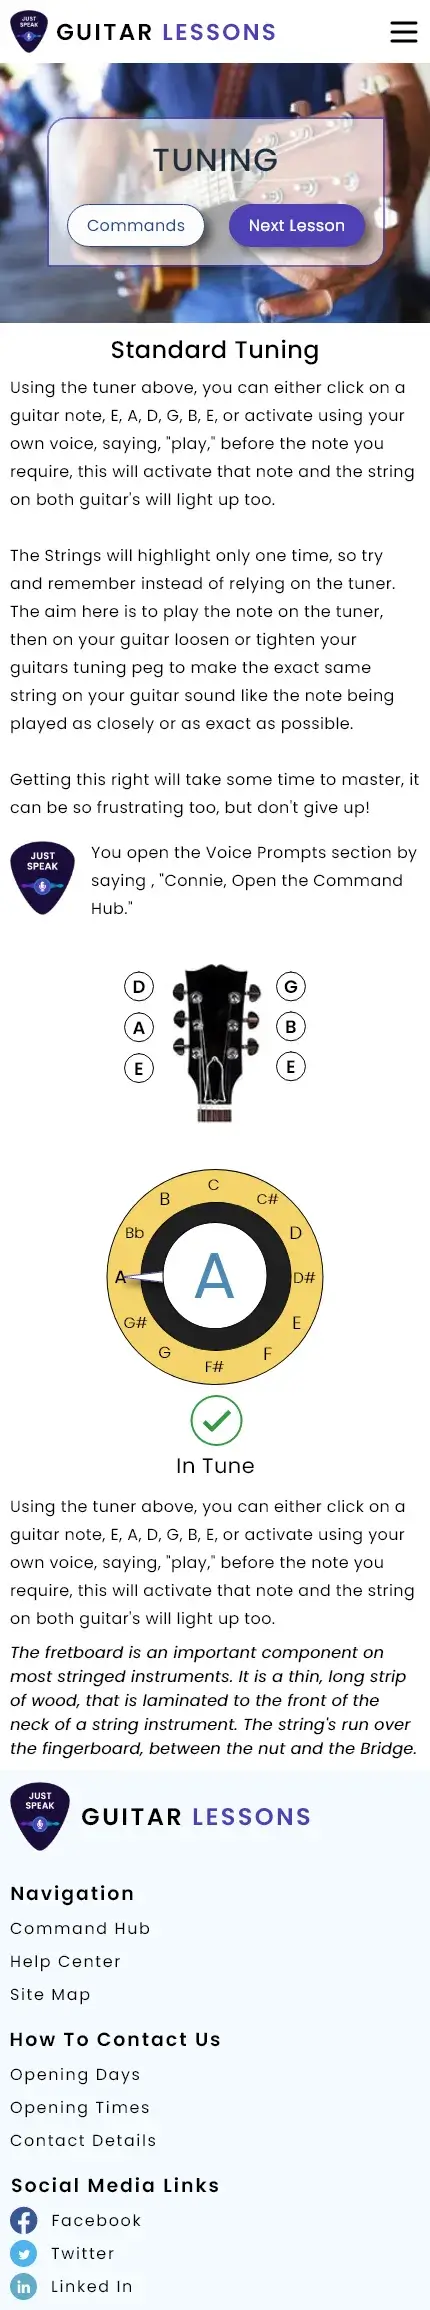 JUST
SPEAK
GUITAR LESSONS
TUNING
Commands
Next Lesson
Standard Tuning
Using the tuner above, you can either click on a
guitar note, E, A, D, G, B, E, or activate using your
own voice, saying, "play," before the note you
require, this will activate that note and the string
on both guitar's will light up too.
The Strings will highlight only one time, so try
and remember instead of relying on the tuner.
The aim here is to play the note on the tuner,
then on your guitar loosen or tighten your
guitars tuning peg to make the exact same
string on your guitar sound like the note being
played as closely or as exact as possible.
Getting this right will take some time to master, it
can be so frustrating too, but don't give up!
JUST
SPEAK
You open the Voice Prompts section by
saying , "Connie, Open the Command
Hub."
D G
A B
E E
C
B C#
Bb D
A A D#
G# E
G F
F#
In Tune
Using the tuner above, you can either click on a
guitar note, E, A, D, G, B, E, or activate using your
own voice, saying, "play," before the note you
require, this will activate that note and the string
on both guitar's will light up too.
The fretboard is an important component on
most stringed instruments. It is a thin, long strip
of wood, that is laminated to the front of the
neck of a string instrument. The string's run over
the fingerboard, between the nut and the Bridge.
JUST
SPEAK
GUITAR LESSONS
Navigation
Command Hub
Help Center
Site Map
How To Contact Us
Opening Days
Opening Times
Contact Details
Social Media Links
Facebook
Twitter
in Linked In